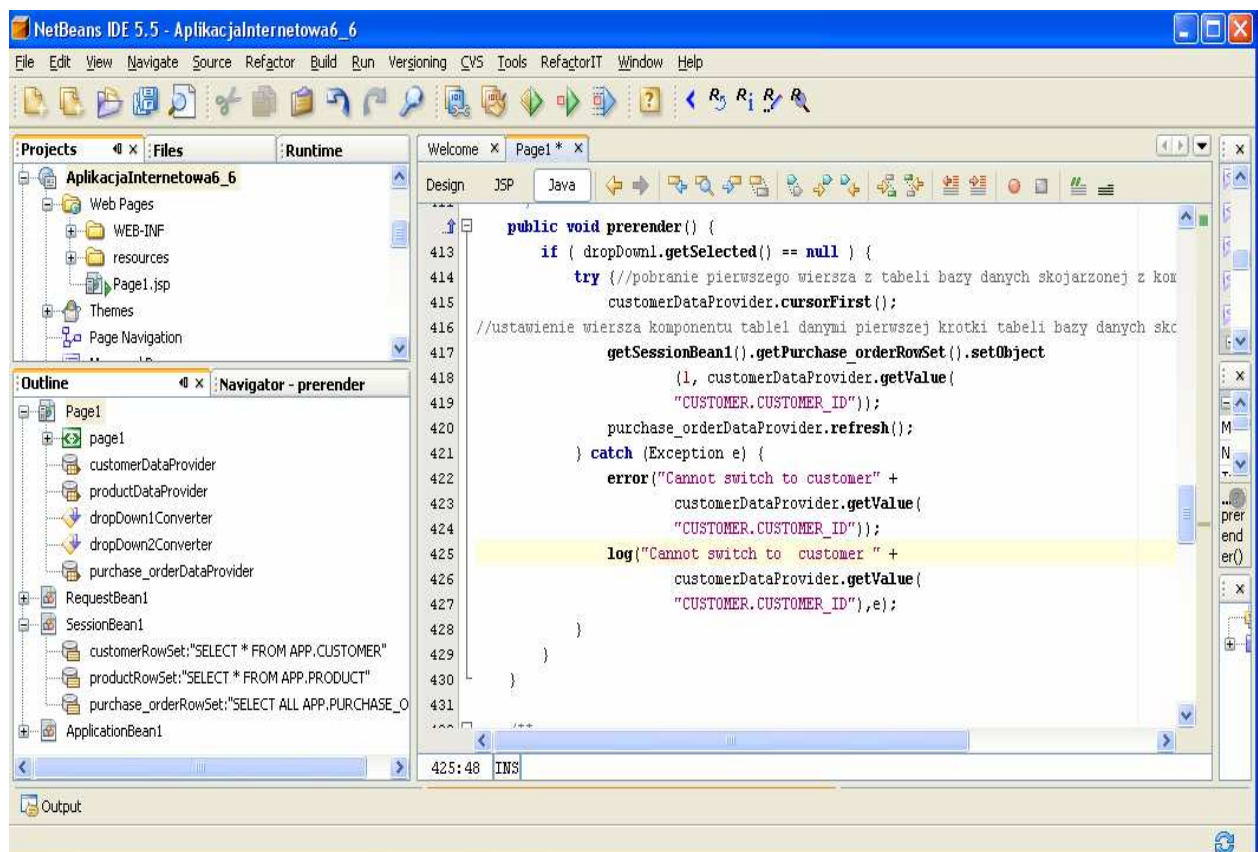 NetBeans IDE 5.5 - AplikacjaInternetowa6_6
File Edit View Navigate Source Refactor Build Run Versioning CVS Tools RefactorIT Window Help
Projects Files Runtime
AplikacjaInternetowa6_6
Web Pages
WEB-INF
resources
Page1.jsp
Themes
Page Navigation
Outline Navigator - prerender
Page1
page1
customerDataProvider
productDataProvider
dropDown1Converter
dropDown2Converter
purchase_orderDataProvider
RequestBean1
SessionBean1
customerRowSet:"SELECT * FROM APP.CUSTOMER"
productRowSet:"SELECT * FROM APP.PRODUCT"
purchase_orderRowSet:"SELECT ALL APP.PURCHASE_O
ApplicationBean1
Welcome Page1 *
Design JSP Java
public void prerender() {
413 if ( dropDown1.getSelected() == null ) {
414 try {//pobranie pierwszego wiersza z tabeli bazy danych skojarzonej z kom
415 customerDataProvider.cursorFirst();
416 //ustawienie wiersza komponentu table1 danymi pierwszej krotki tabeli bazy danych sko
417 getSessionBean1().getPurchase_orderRowSet().setObject
418 (1, customerDataProvider.getValue(
419 "CUSTOMER.CUSTOMER_ID"));
420 purchase_orderDataProvider.refresh();
421 } catch (Exception e) {
422 error("Cannot switch to customer" +
423 customerDataProvider.getValue(
424 "CUSTOMER.CUSTOMER_ID"));
425 log("Cannot switch to  customer " +
426 customerDataProvider.getValue(
427 "CUSTOMER.CUSTOMER_ID"),e);
428 }
429 }
430 }
431
/**
425:48 INS
M
N
prer
end
er()
Output